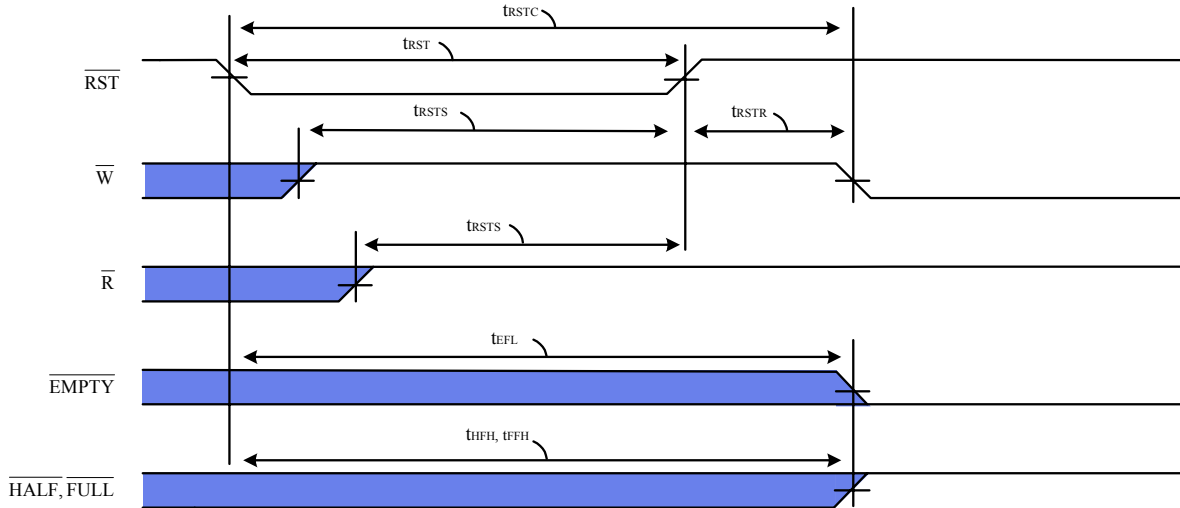 tRSTC
tRST
RST
tRSTS
tRSTR
W
tRSTS
R
tEFL
EMPTY
tHFH, tFFH
HALF, FULL